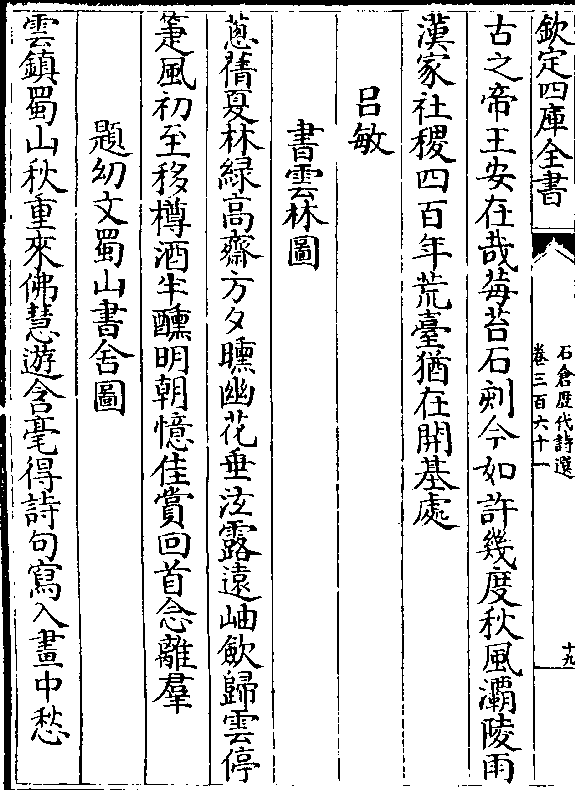 欽定四庫全書
石倉歷代詩選
卷三百六十一
十九
古之帝王安在哉莓苔石刻今如許幾度秋風灞陵雨
漢家社稷四百年荒臺猶在開基處
吕敏
書雲林圖
蔥蒨夏林緑高齋方夕曛幽花垂泫露遠岫歛歸雲停
箑風初至移樽酒半醺明朝憶佳賞回首念離羣
題幼文蜀山書舍圖
雲鎮蜀山秋重來佛慧遊含毫得詩句寫入畫中愁